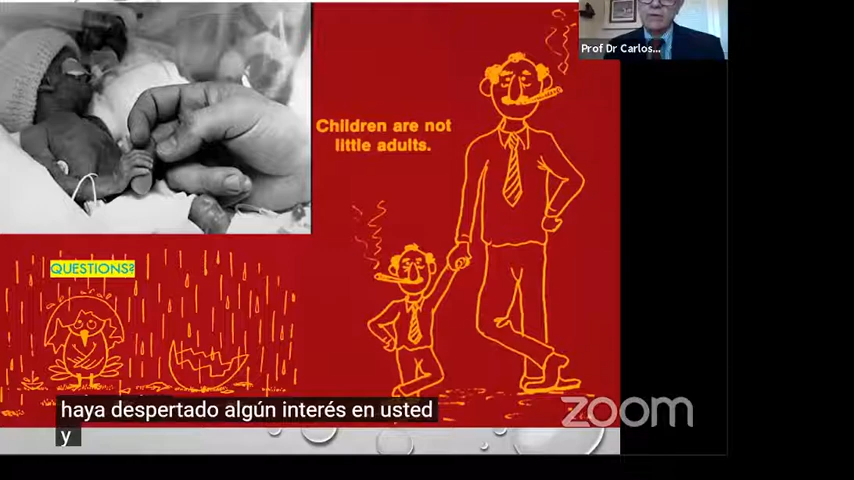 Prof Dr Carlos...
Children are not
little adults.
QUESTIONS?
haya despertado algún interés en usted
y
zoom